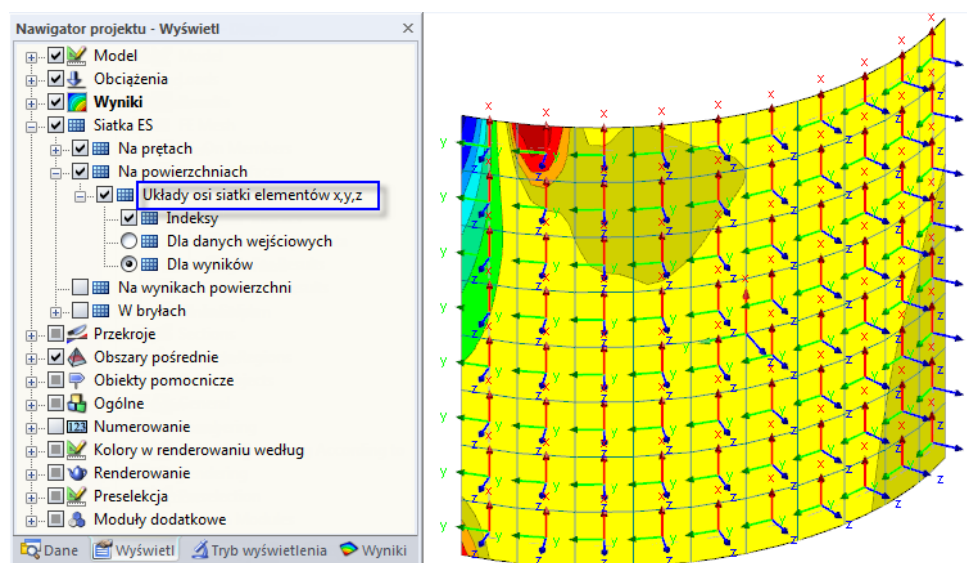 Nawigator projektu - Wyświetl
Model
Obciążenia
Wyniki
Siatka ES
Na prętach
Na powierzchniach
Układy osi siatki elementów x,y,z
Indeksy
Dla danych wejściowych
Dla wyników
Na wynikach powierzchni
W bryłach
Przekroje
Obszary pośrednie
Obiekty pomocnicze
Ogólne
123 Numerowanie
Kolory w renderowaniu według
Renderowanie
Preselekcja
Moduły dodatkowe
Dane Wyświetl Tryb wyświetlenia Wyniki